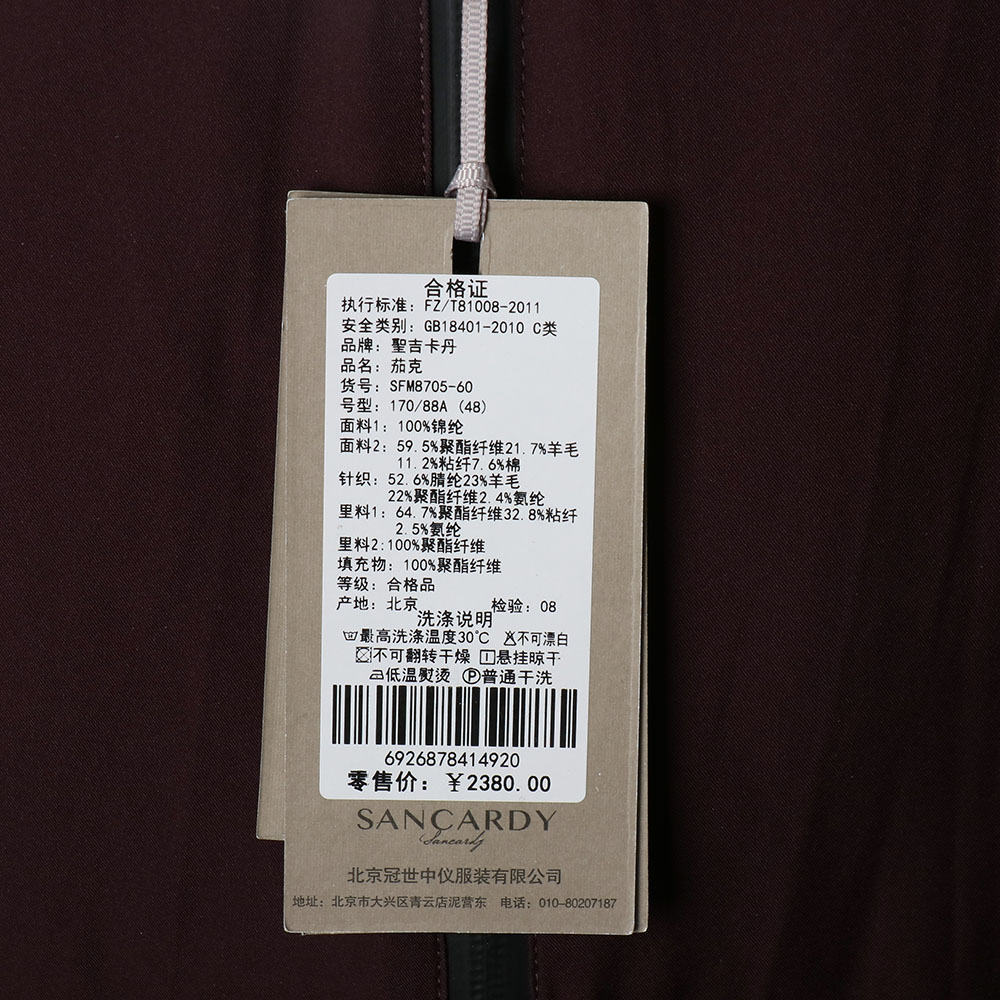 合格证
执行标准：FZ/T81008-2011
安全类别：GB18401-2010 C类
品牌：聖吉卡丹
品名：茄克
货号：SFM8705-60
号型：170/88A (48)
面料1：100%锦纶
面料2：59.5%聚酯纤维21.7%羊毛
11.2%粘纤7.6%棉
针织：52.6%腈纶23%羊毛
22%聚酯纤维2.4%氨纶
里料1：64.7%聚酯纤维32.8%粘纤
2.5%氨纶
里料2:100%聚酯纤维
填充物：100%聚酯纤维
等级：合格品
产地：北京 检验：08
洗涤说明
最高洗涤温度30℃ 不可漂白
不可翻转干燥 悬挂晾干
低温熨烫 Ⓟ普通干洗
6926878414920
零售价：￥2380.00
SANCARDY
Sancardy
北京冠世中仪服装有限公司
地址：北京市大兴区青云店泥营东 电话：010-80207187